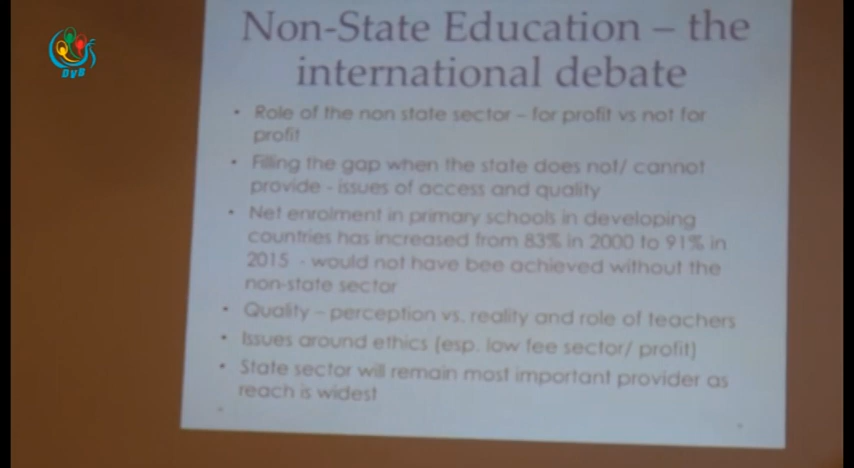 DVB
Non-State Education – the
international debate
• Role of the non state sector – for profit vs not for
profit
• Filling the gap when the state does not/ cannot
provide - issues of access and quality
• Net enrolment in primary schools in developing
countries has increased from 83% in 2000 to 91% in
2015 - would not have bee achieved without the
non-state sector
• Quality – perception vs. reality and role of teachers
• Issues around ethics (esp. low fee sector/ profit)
• State sector will remain most important provider as
reach is widest